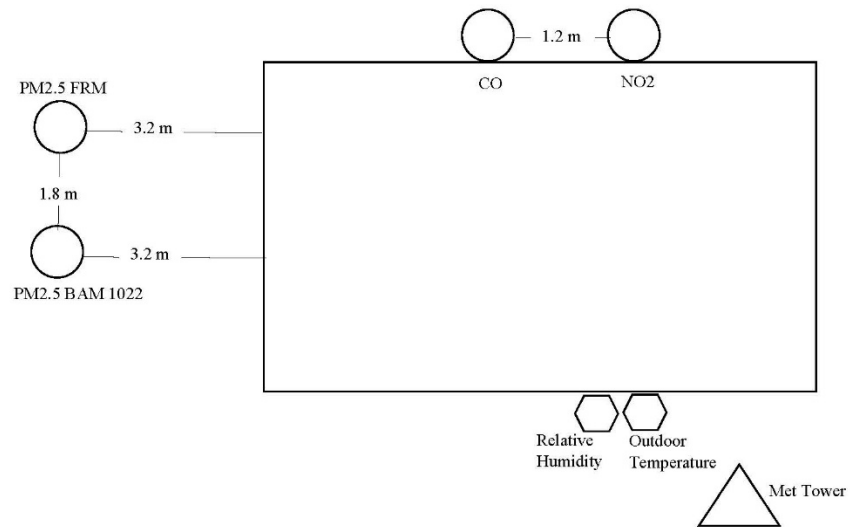 1.2 m
CO
NO2
PM2.5 FRM
3.2 m
1.8 m
3.2 m
PM2.5 BAM 1022
Relative
Humidity
Outdoor
Temperature
Met Tower